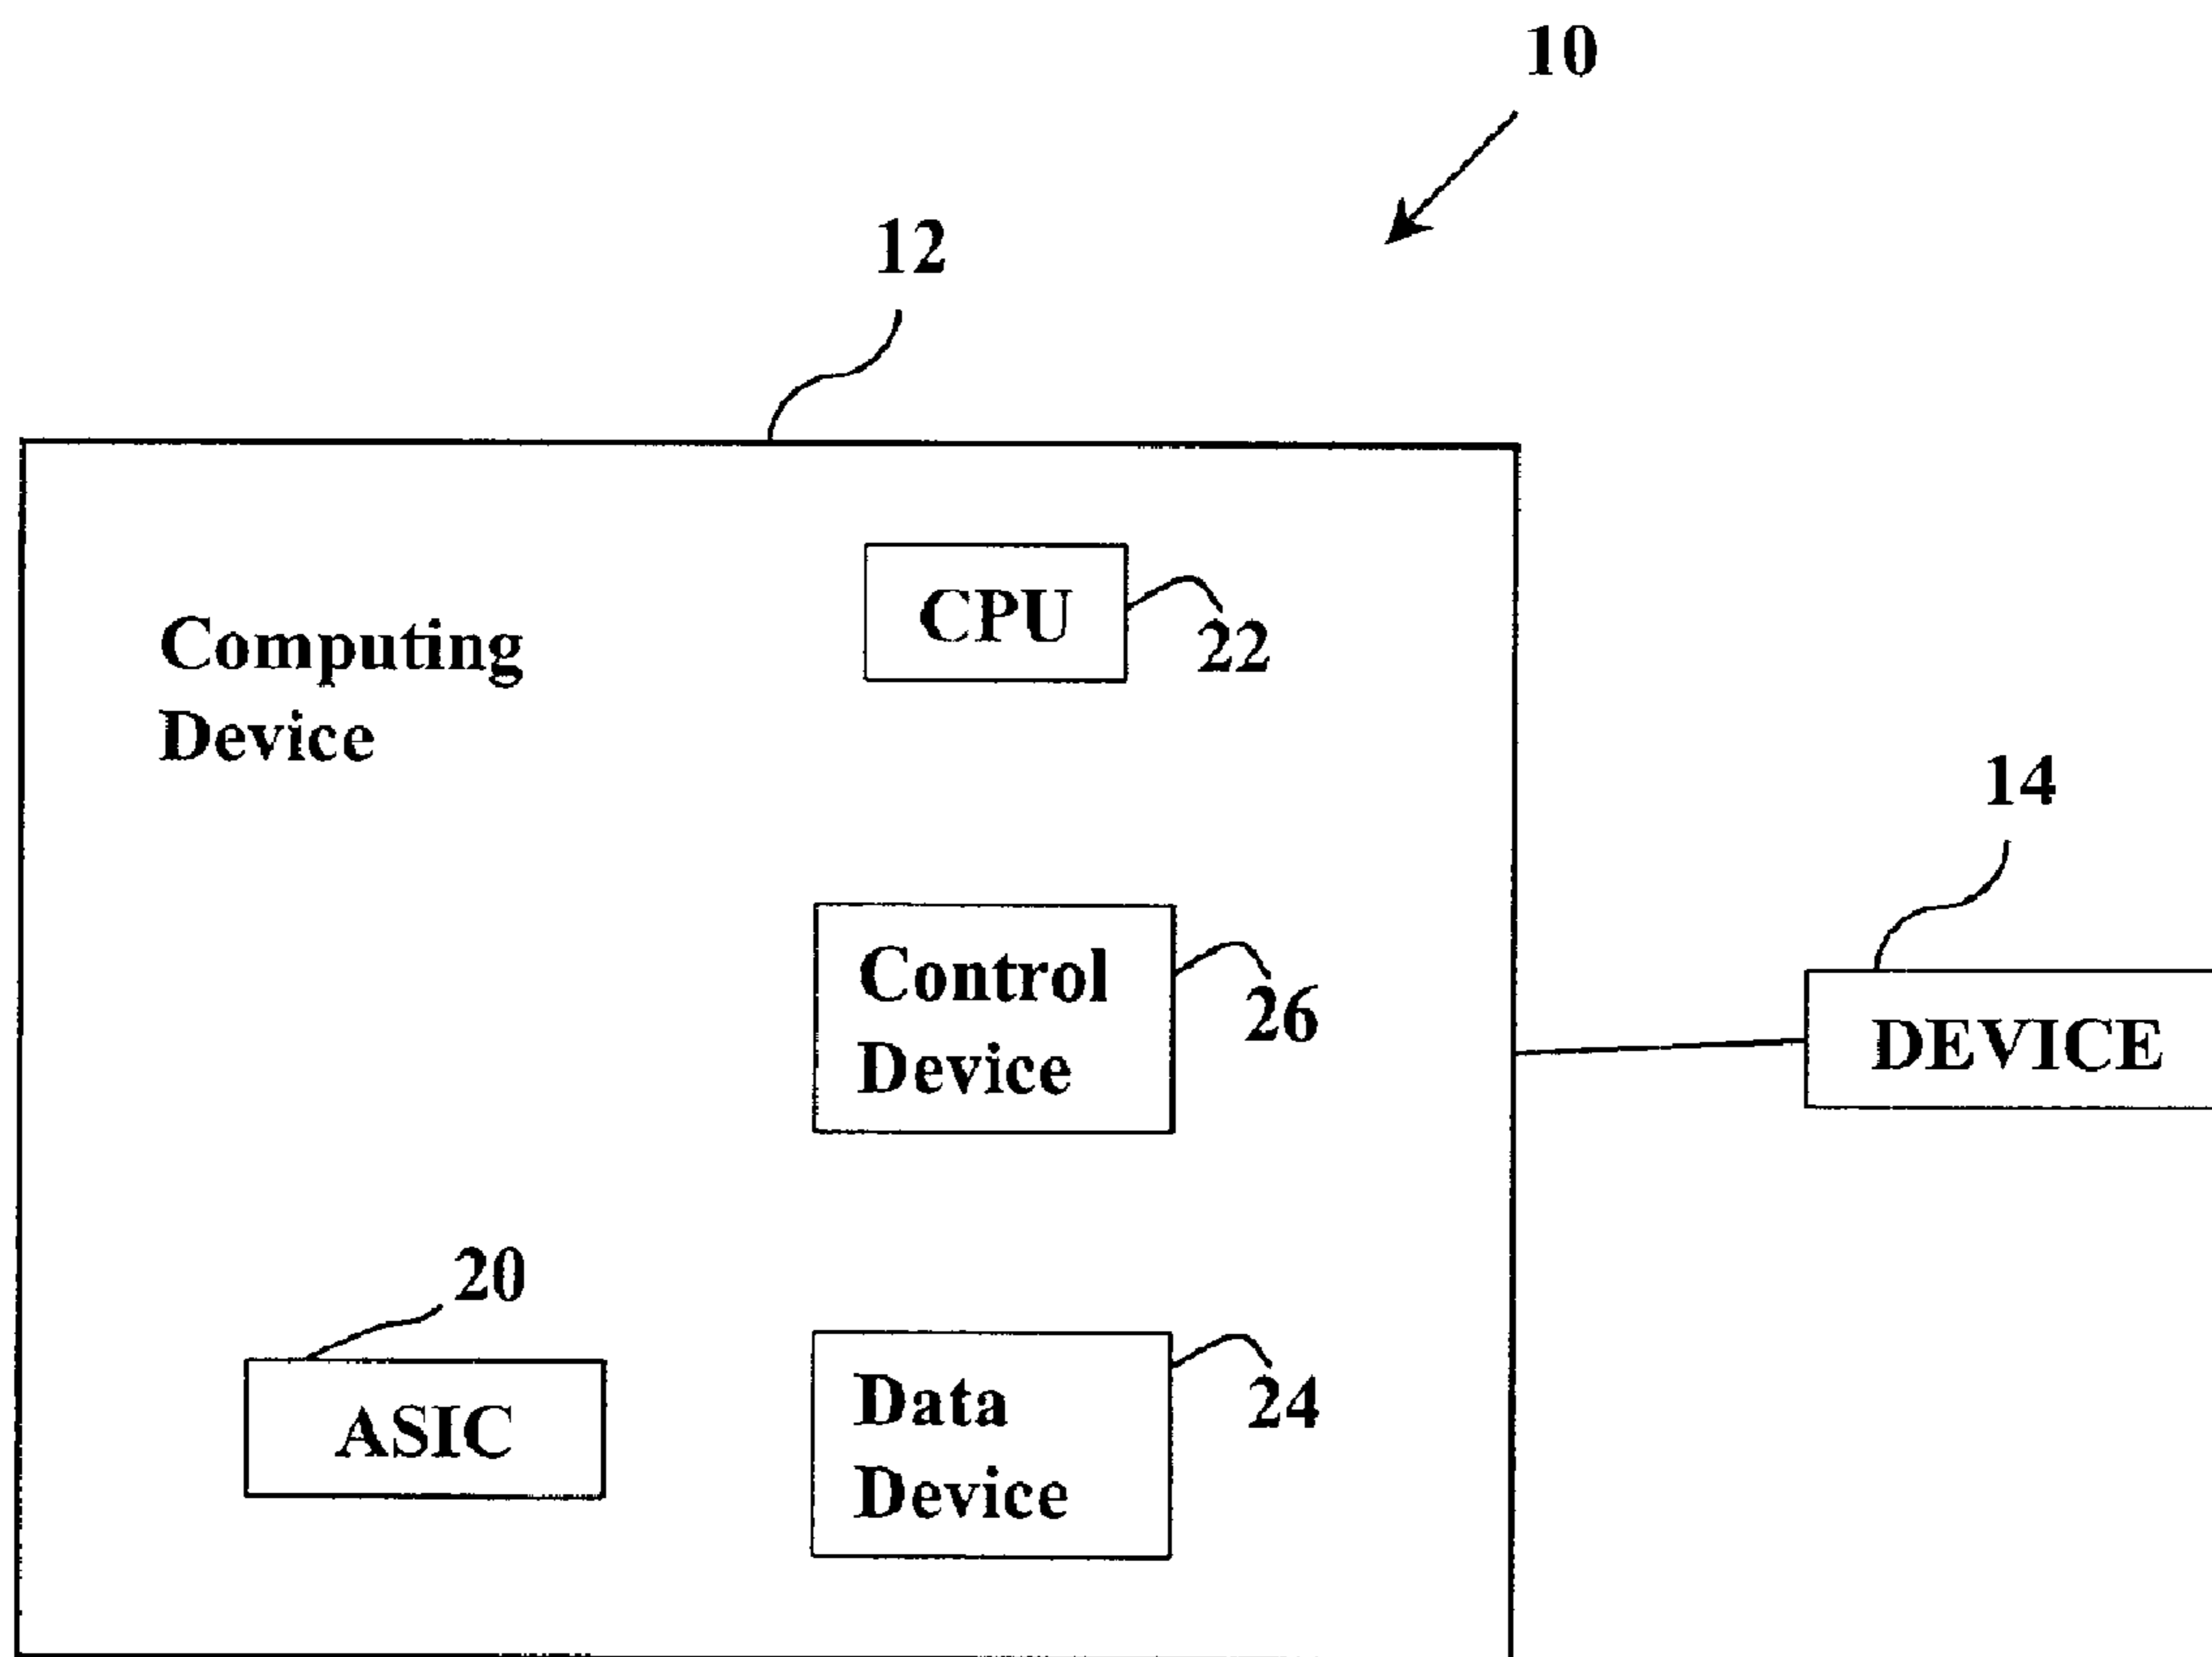 10
12
CPU
22
Computing
Device
14
Control
Device
26
DEVICE
20
ASIC
Data
Device
24